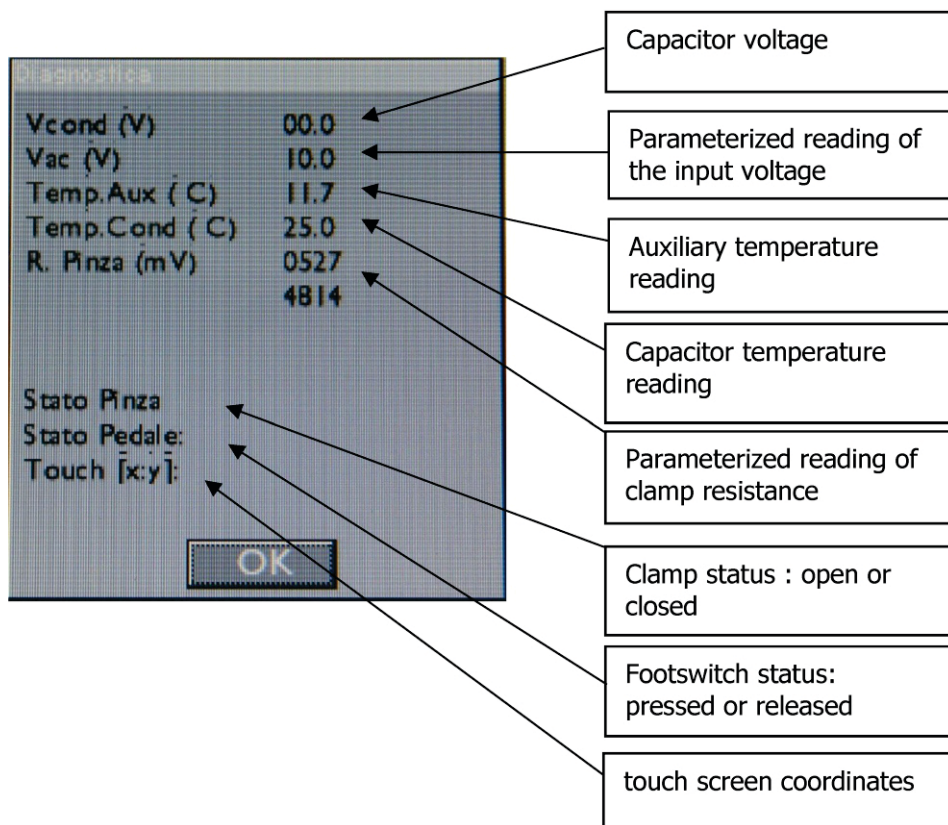 Diagnostica
Vcond (V) 00.0
Vac (V) 10.0
Temp.Aux ( C) 11.7
Temp.Cond ( C) 25.0
R. Pinza (mV) 0527
4814
Stato Pinza
Stato Pedale:
Touch [x:y]:
OK
Capacitor voltage
Parameterized reading of
the input voltage
Auxiliary temperature
reading
Capacitor temperature
reading
Parameterized reading of
clamp resistance
Clamp status : open or
closed
Footswitch status:
pressed or released
touch screen coordinates